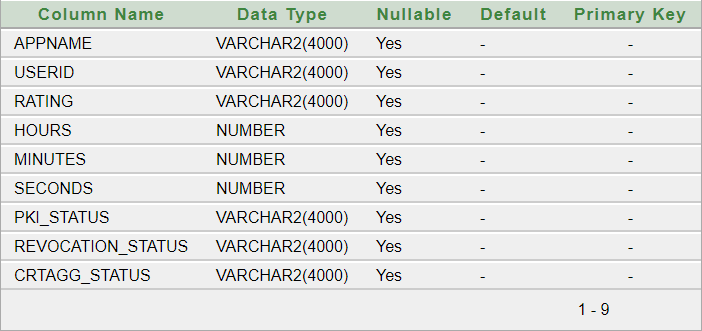 Column Name Data Type Nullable Default Primary Key
APPNAME VARCHAR2(4000) Yes - -
USERID VARCHAR2(4000) Yes - -
RATING VARCHAR2(4000) Yes - -
HOURS NUMBER Yes - -
MINUTES NUMBER Yes - -
SECONDS NUMBER Yes - -
PKI_STATUS VARCHAR2(4000) Yes - -
REVOCATION_STATUS VARCHAR2(4000) Yes - -
CRTAGG_STATUS VARCHAR2(4000) Yes - -
1 - 9